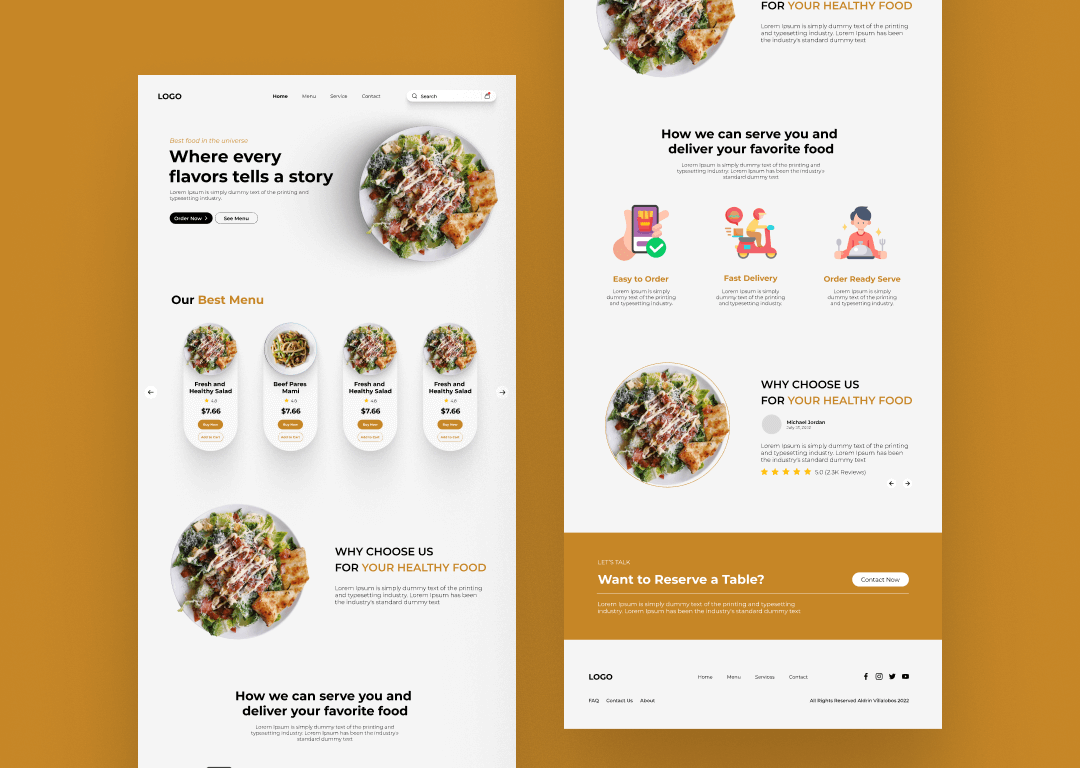 LOGO
Home Menu Service Contact
Search
Best food in the universe
Where every
flavors tells a story
Lorem Ipsum is simply dummy text of the printing and
typesetting industry.
Order Now
See Menu
Our Best Menu
Fresh and
Healthy Salad
4.8
$7.66
Buy Now
Add to Cart
Beef Pares
Mami
4.8
$7.66
Buy Now
Add to Cart
Fresh and
Healthy Salad
4.8
$7.66
Buy Now
Add to Cart
Fresh and
Healthy Salad
4.8
$7.66
Buy Now
Add to Cart
WHY CHOOSE US
FOR YOUR HEALTHY FOOD
Lorem Ipsum is simply dummy text of the printing
and typesetting industry. Lorem Ipsum has been
the industry's standard dummy text
How we can serve you and
deliver your favorite food
Lorem Ipsum is simply dummy text of the printing and
typesetting industry. Lorem Ipsum has been the industry's
standard dummy text
FOR YOUR HEALTHY FOOD
Lorem Ipsum is simply dummy text of the printing
and typesetting industry. Lorem Ipsum has been
the industry's standard dummy text
How we can serve you and
deliver your favorite food
Lorem Ipsum is simply dummy text of the printing and
typesetting industry. Lorem Ipsum has been the industry's
standard dummy text
Easy to Order
Lorem Ipsum is simply
dummy text of the printing
and typesetting industry.
Fast Delivery
Lorem Ipsum is simply
dummy text of the printing
and typesetting industry.
Order Ready Serve
Lorem Ipsum is simply
dummy text of the printing
and typesetting industry.
WHY CHOOSE US
FOR YOUR HEALTHY FOOD
Michael Jordan
Lorem Ipsum is simply dummy text of the printing
and typesetting industry. Lorem Ipsum has been
the industry's standard dummy text
5.0 (2.3K Reviews)
LET'S TALK
Want to Reserve a Table?
Contact Now
Lorem Ipsum is simply dummy text of the printing and typesetting
industry. Lorem Ipsum has been the industry's standard dummy text
LOGO
Home Menu Services Contact
FAQ Contact Us About
All Rights Reserved Aldrin Villalobos 2022